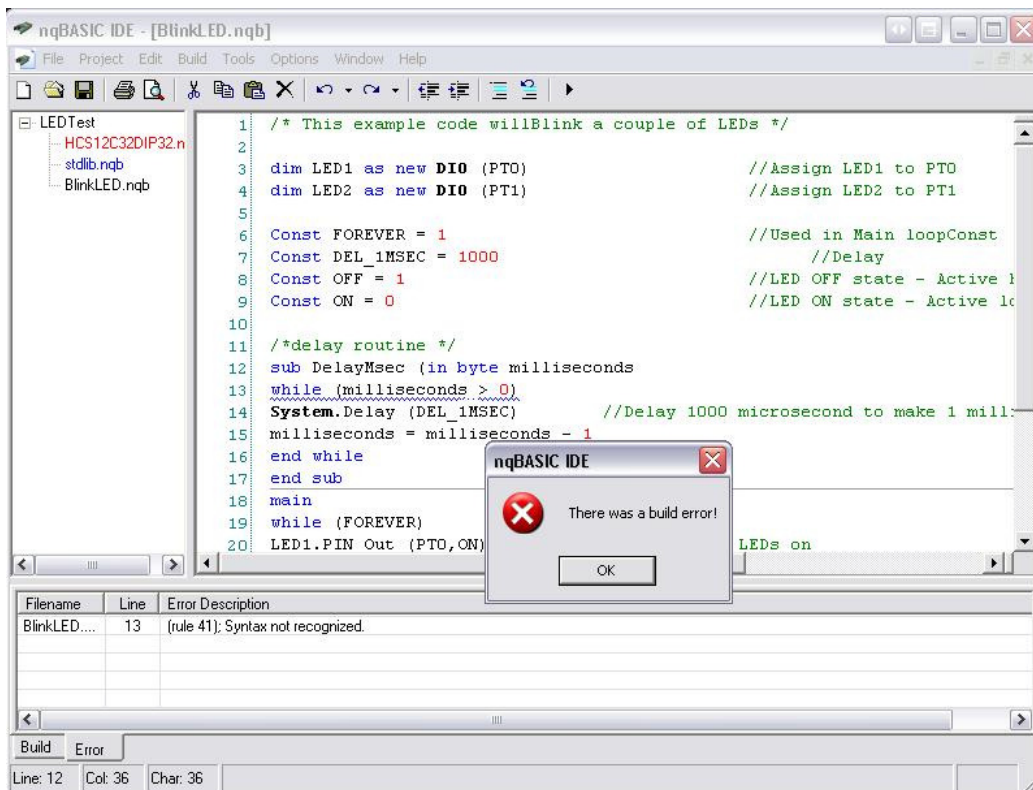 nqBASIC IDE - [BlinkLED.nqb]
File Project Edit Build Tools Options Window Help
LEDTest
HCS12C32DIP32.n
stdlib.nqb
BlinkLED.nqb
1 /* This example code willBlink a couple of LEDs */
2
3 dim LED1 as new DIO (PT0) //Assign LED1 to PT0
4 dim LED2 as new DIO (PT1) //Assign LED2 to PT1
5
6 Const FOREVER = 1 //Used in Main loopConst
7 Const DEL_1MSEC = 1000 //Delay
8 Const OFF = 1 //LED OFF state - Active h
9 Const ON = 0 //LED ON state - Active lo
10
11 /*delay routine */
12 sub DelayMsec (in byte milliseconds
13 while (milliseconds > 0)
14 System.Delay (DEL_1MSEC) //Delay 1000 microsecond to make 1 milli
15 milliseconds = milliseconds - 1
16 end while
17 end sub
18 main
19 while (FOREVER)
20 LED1.PIN Out (PT0,ON) LEDs on
nqBASIC IDE
There was a build error!
OK
Filename Line Error Description
BlinkLED.... 13 (rule 41); Syntax not recognized.
Build Error
Line: 12 Col: 36 Char: 36